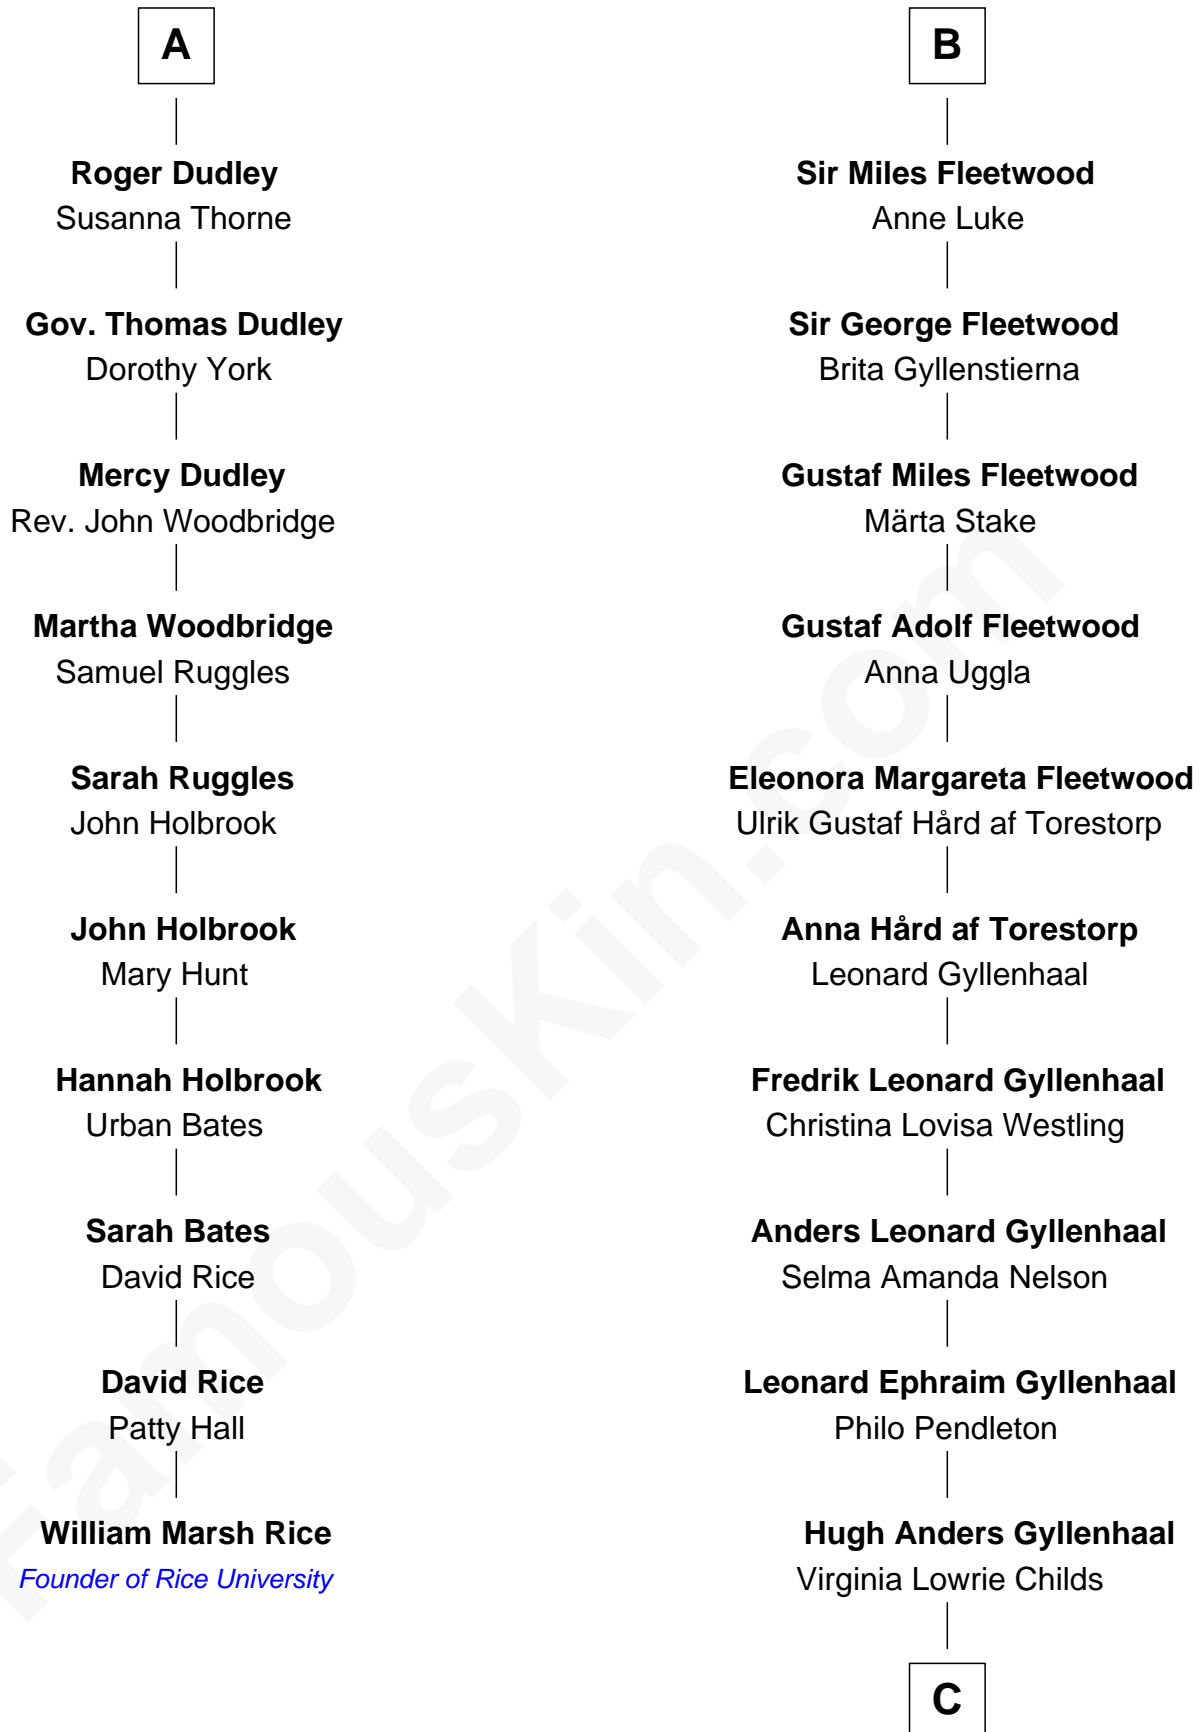 A
Roger Dudley
Susanna Thorne
Gov. Thomas Dudley
Dorothy York
Mercy Dudley
Rev. John Woodbridge
Martha Woodbridge
Samuel Ruggles
Sarah Ruggles
John Holbrook
John Holbrook
Mary Hunt
Hannah Holbrook
Urban Bates
Sarah Bates
David Rice
David Rice
Patty Hall
William Marsh Rice
Founder of Rice University
B
Sir Miles Fleetwood
Anne Luke
Sir George Fleetwood
Brita Gyllenstierna
Gustaf Miles Fleetwood
Märta Stake
Gustaf Adolf Fleetwood
Anna Uggla
Eleonora Margareta Fleetwood
Ulrik Gustaf Hård af Torestorp
Anna Hård af Torestorp
Leonard Gyllenhaal
Fredrik Leonard Gyllenhaal
Christina Lovisa Westling
Anders Leonard Gyllenhaal
Selma Amanda Nelson
Leonard Ephraim Gyllenhaal
Philo Pendleton
Hugh Anders Gyllenhaal
Virginia Lowrie Childs
C
FamousKin.com